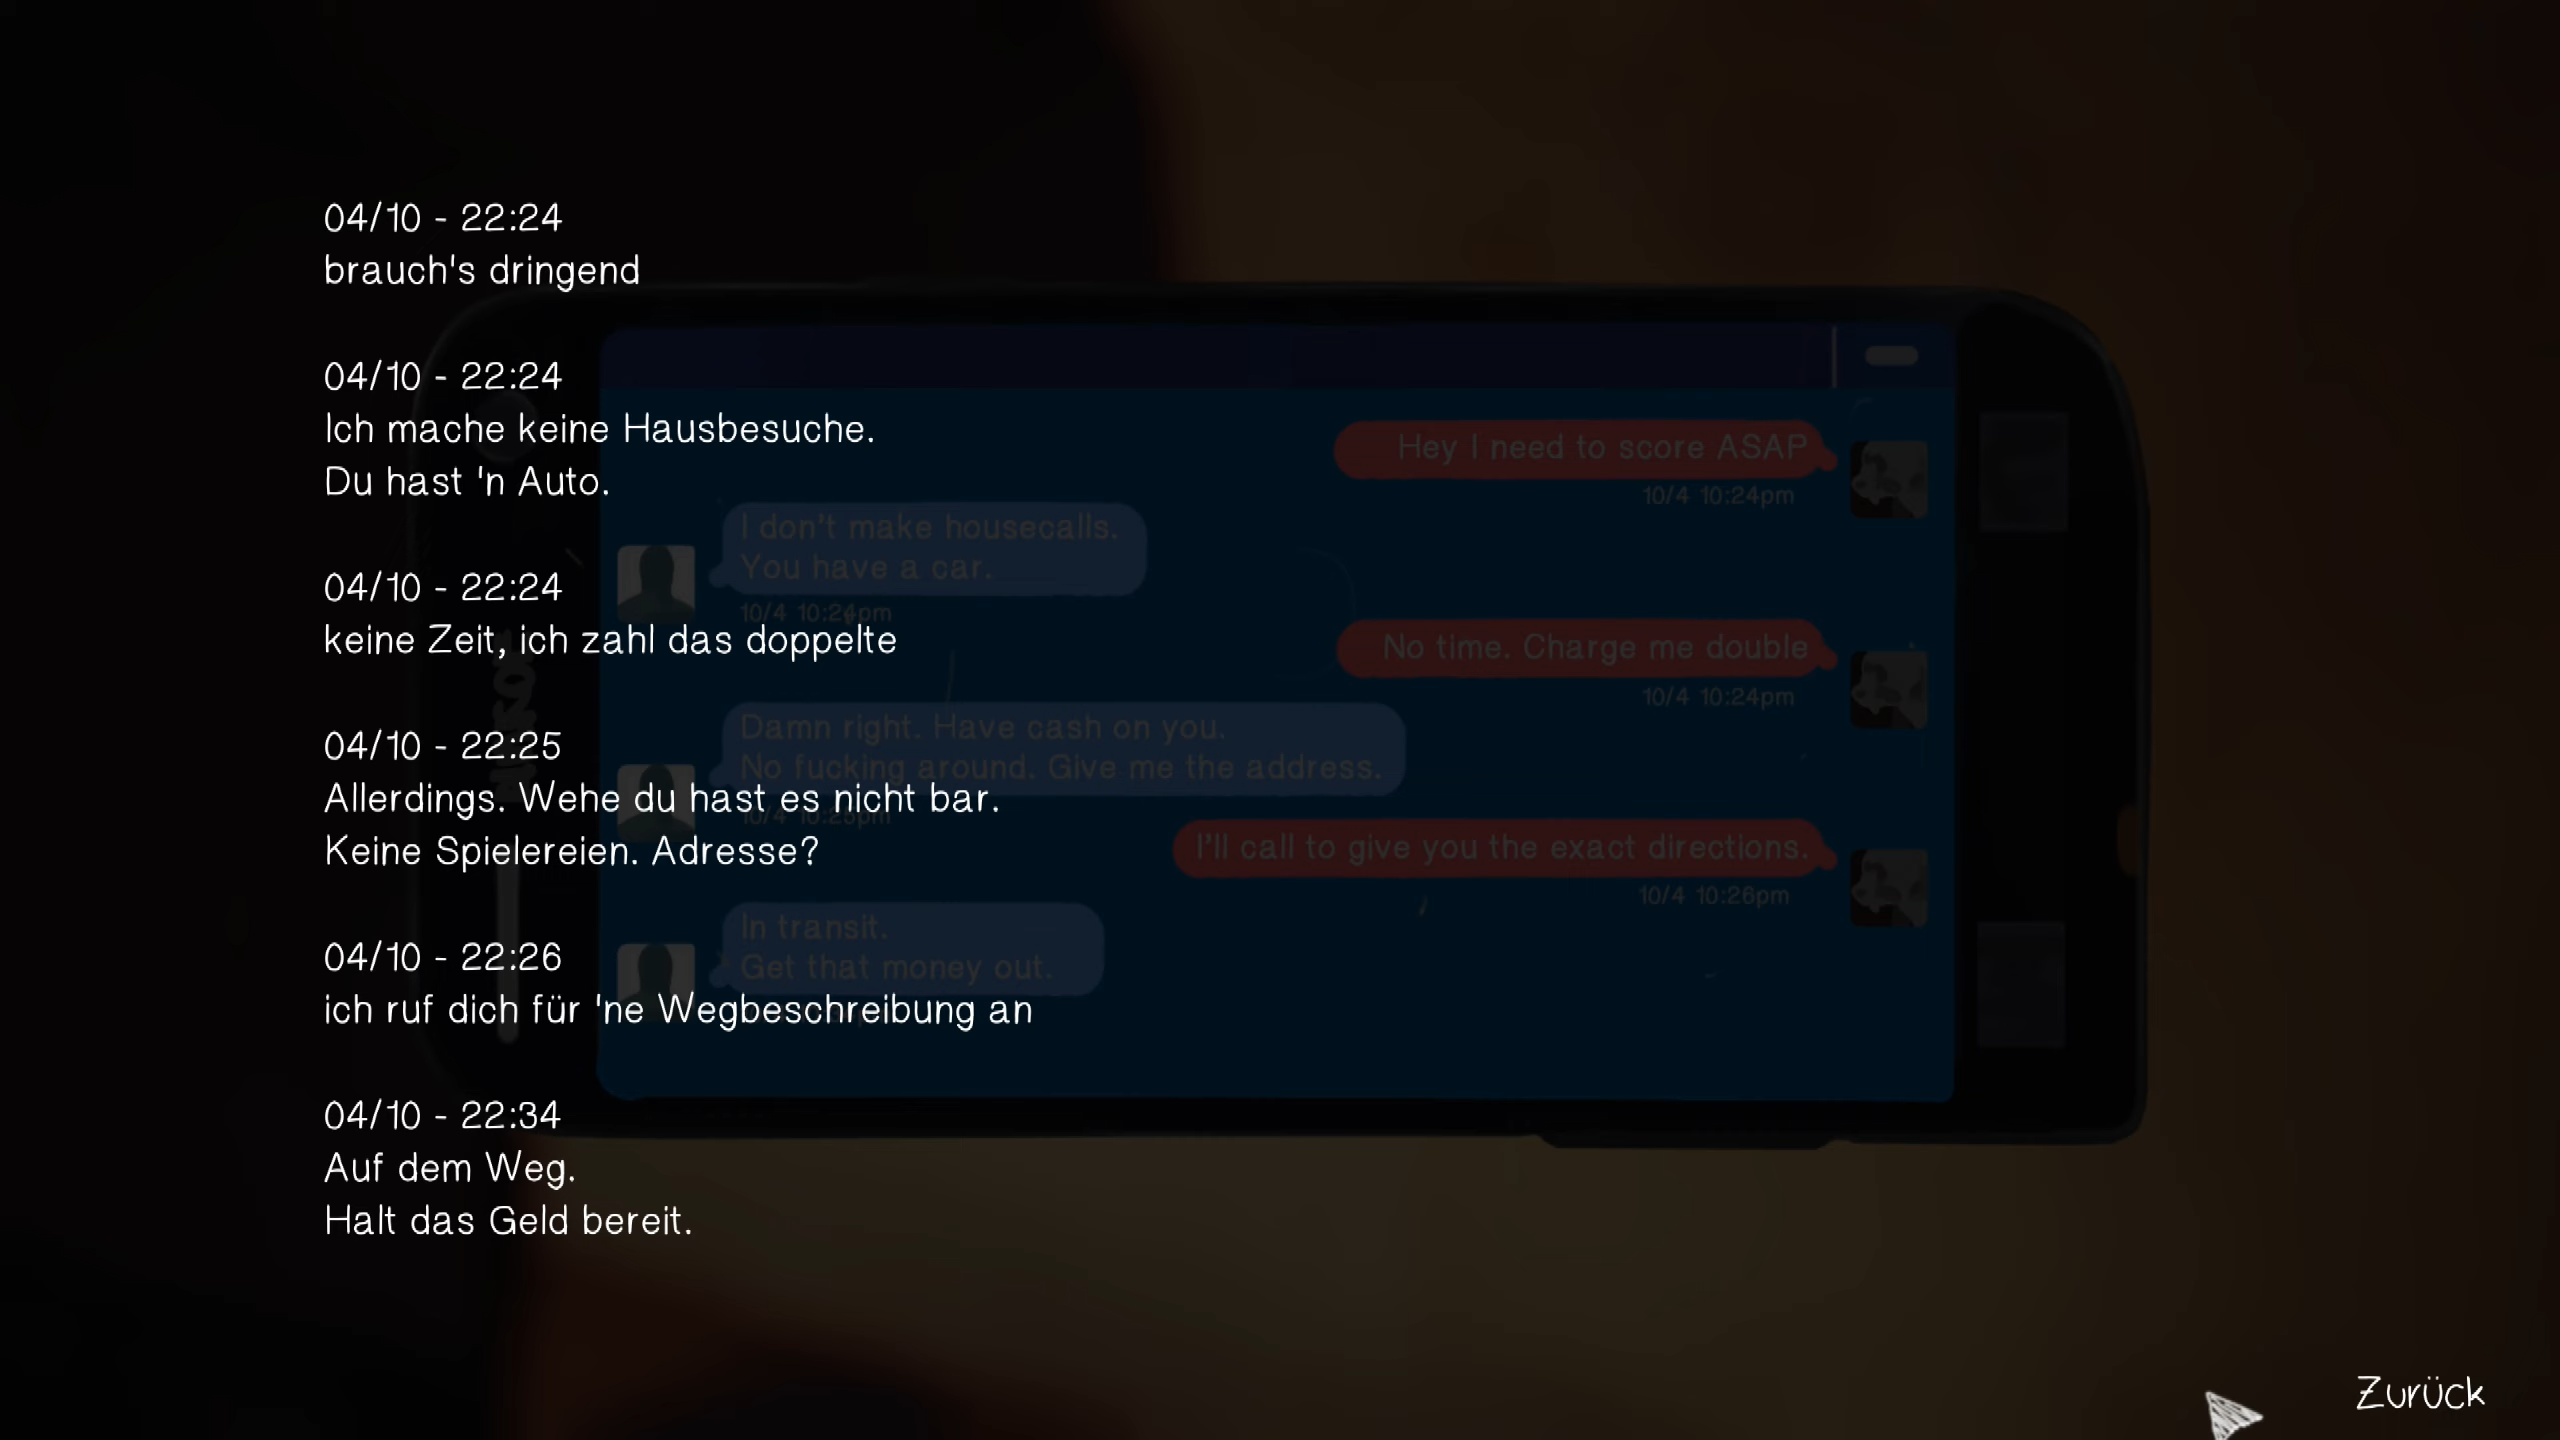 04/10 - 22:24
brauch's dringend
04/10 - 22:24
Ich mache keine Hausbesuche.
Du hast 'n Auto.
04/10 - 22:24
keine Zeit, ich zahl das doppelte
04/10 - 22:25
Allerdings. Wehe du hast es nicht bar.
Keine Spielereien. Adresse?
04/10 - 22:26
ich ruf dich für 'ne Wegbeschreibung an
04/10 - 22:34
Auf dem Weg.
Halt das Geld bereit.
Hey I need to score ASAP
10/4 10:24pm
I don't make housecalls.
You have a car.
10/4 10:24pm
No time. Charge me double
10/4 10:24pm
Damn right. Have cash on you.
No fucking around. Give me the address.
10/4 10:25pm
I'll call to give you the exact directions.
10/4 10:26pm
In transit.
Get that money out.
Zurück